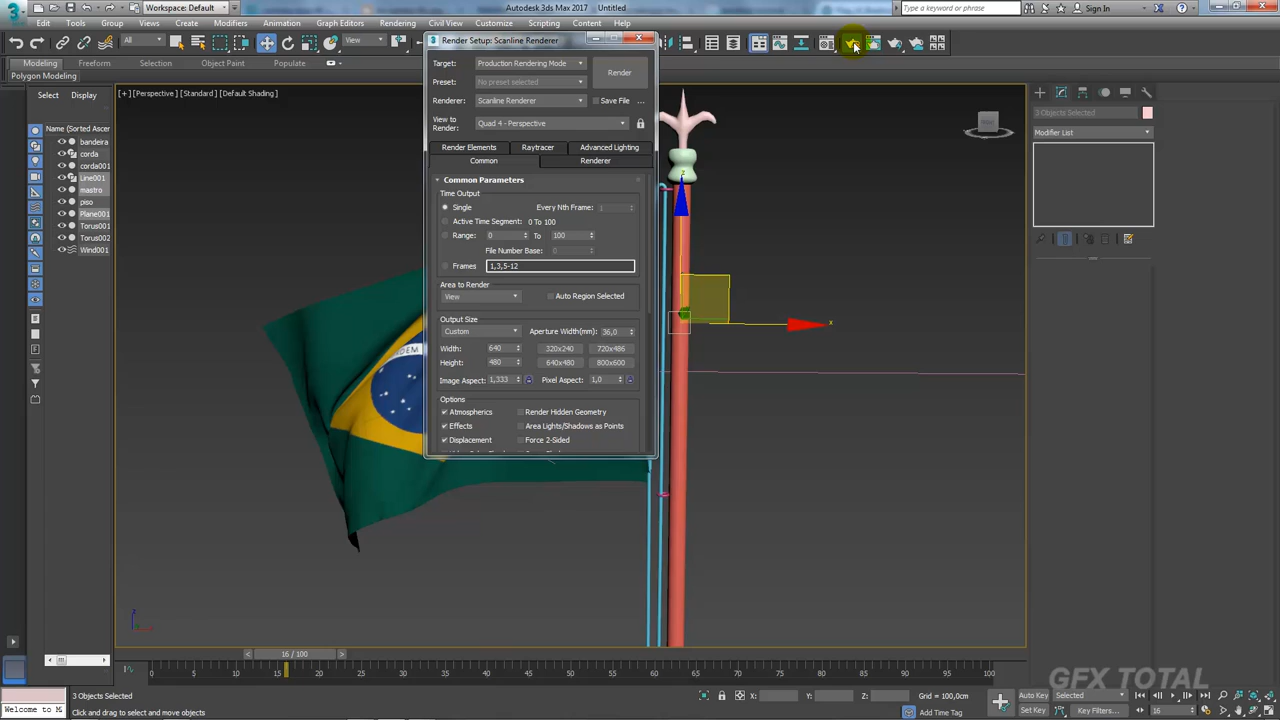 Autodesk 3ds Max 2017   Untitled
Workspace: Default
Type a keyword or phrase
Sign In
Edit Tools Group Views Create Modifiers Animation Graph Editors Rendering Civil View Customize Scripting Content Help
All
View
Modeling Freeform Selection Object Paint Populate
Polygon Modeling
Select Display
Name (Sorted Ascer
bandeira
corda
corda001
Line001
mastro
piso
Plane001
Torus001
Torus002
Wind001
[+] [Perspective] [Standard] [Default Shading]
Render Setup: Scanline Renderer
Target: Production Rendering Mode
Preset: No preset selected
Render
Renderer: Scanline Renderer
Save File ...
View to Render: Quad 4 - Perspective
Render Elements Raytracer Advanced Lighting
Common Renderer
Common Parameters
Time Output
Single Every Nth Frame: 1
Active Time Segment: 0 To 100
Range: 0 To 100
File Number Base: 0
Frames 1,3,5-12
Area to Render
View Auto Region Selected
Output Size
Custom Aperture Width(mm): 36,0
Width: 640 320x240 720x486
Height: 480 640x480 800x600
Image Aspect: 1,333 Pixel Aspect: 1,0
Options
Atmospherics Render Hidden Geometry
Effects Area Lights/Shadows as Points
Displacement Force 2-Sided
3 Objects Selected
Modifier List
z
x
16 / 100
0 5 10 15 20 25 30 35 40 45 50 55 60 65 70 75 80 85 90 95 100
GFX TOTAL
3 Objects Selected
X: Y: Z: Grid = 100,0cm
Auto Key Selected
Welcome to M
Click and drag to select and move objects
Add Time Tag
Set Key Key Filters...
16